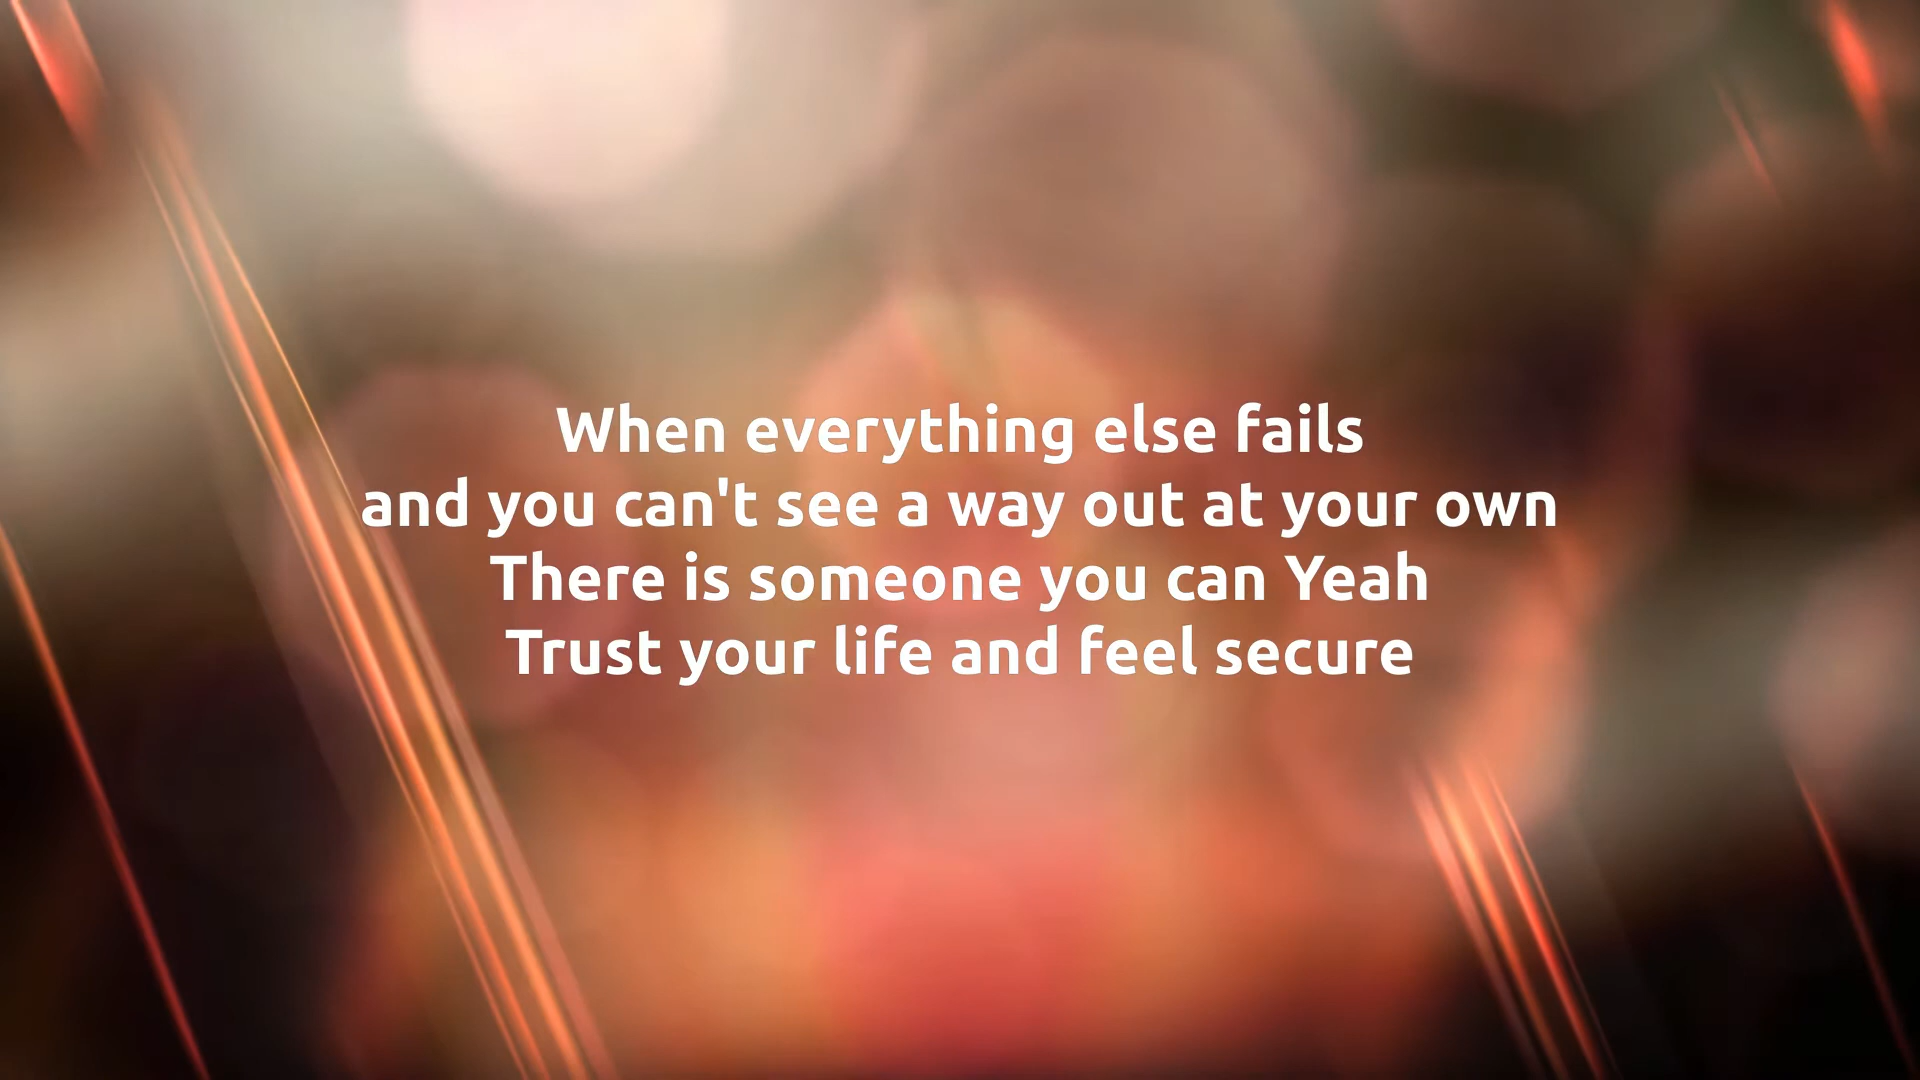 When everything else fails
and you can't see a way out at your own
There is someone you can Yeah
Trust your life and feel secure